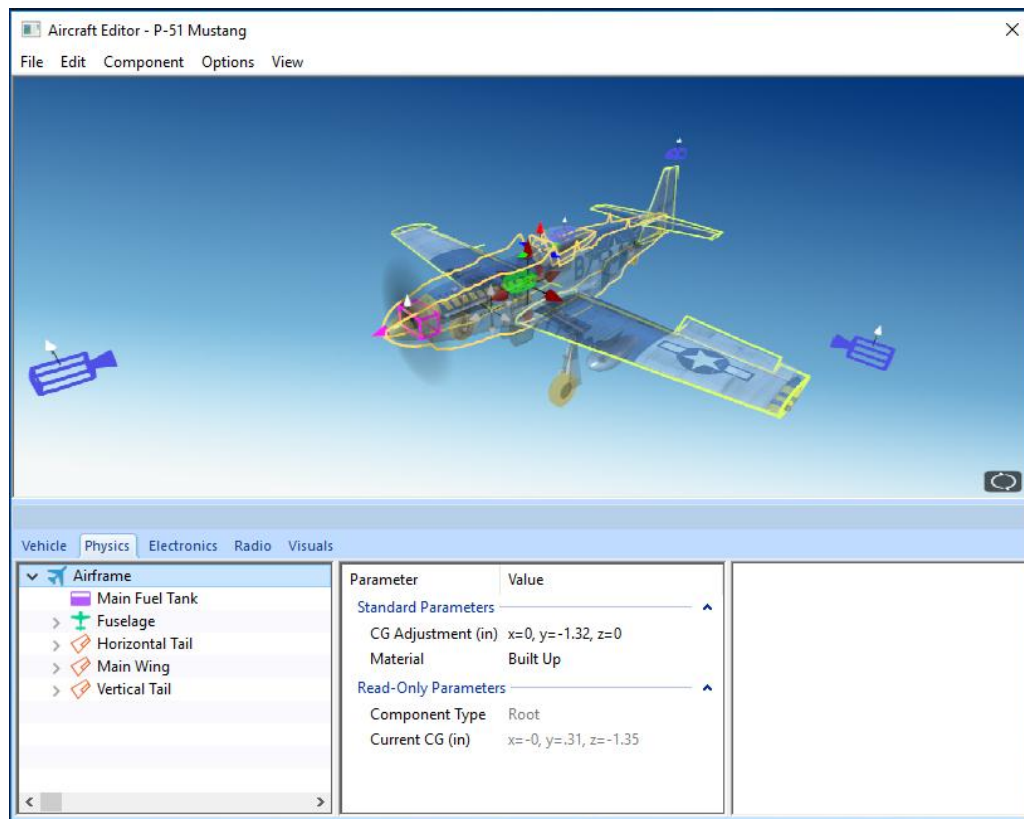 Aircraft Editor - P-51 Mustang
File Edit Component Options View
Vehicle Physics Electronics Radio Visuals
Airframe
Main Fuel Tank
Fuselage
Horizontal Tail
Main Wing
Vertical Tail
Parameter Value
Standard Parameters
CG Adjustment (in) x=0, y=-1.32, z=0
Material Built Up
Read-Only Parameters
Component Type Root
Current CG (in) x=-0, y=.31, z=-1.35